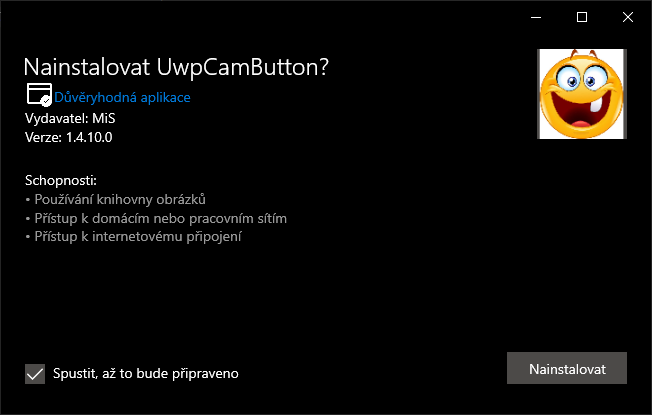 Nainstalovat UwpCamButton?
Důvěryhodná aplikace
Vydavatel: MiS
Verze: 1.4.10.0
Schopnosti:
• Používání knihovny obrázků
• Přístup k domácím nebo pracovním sítím
• Přístup k internetovému připojení
Spustit, až to bude připraveno
Nainstalovat